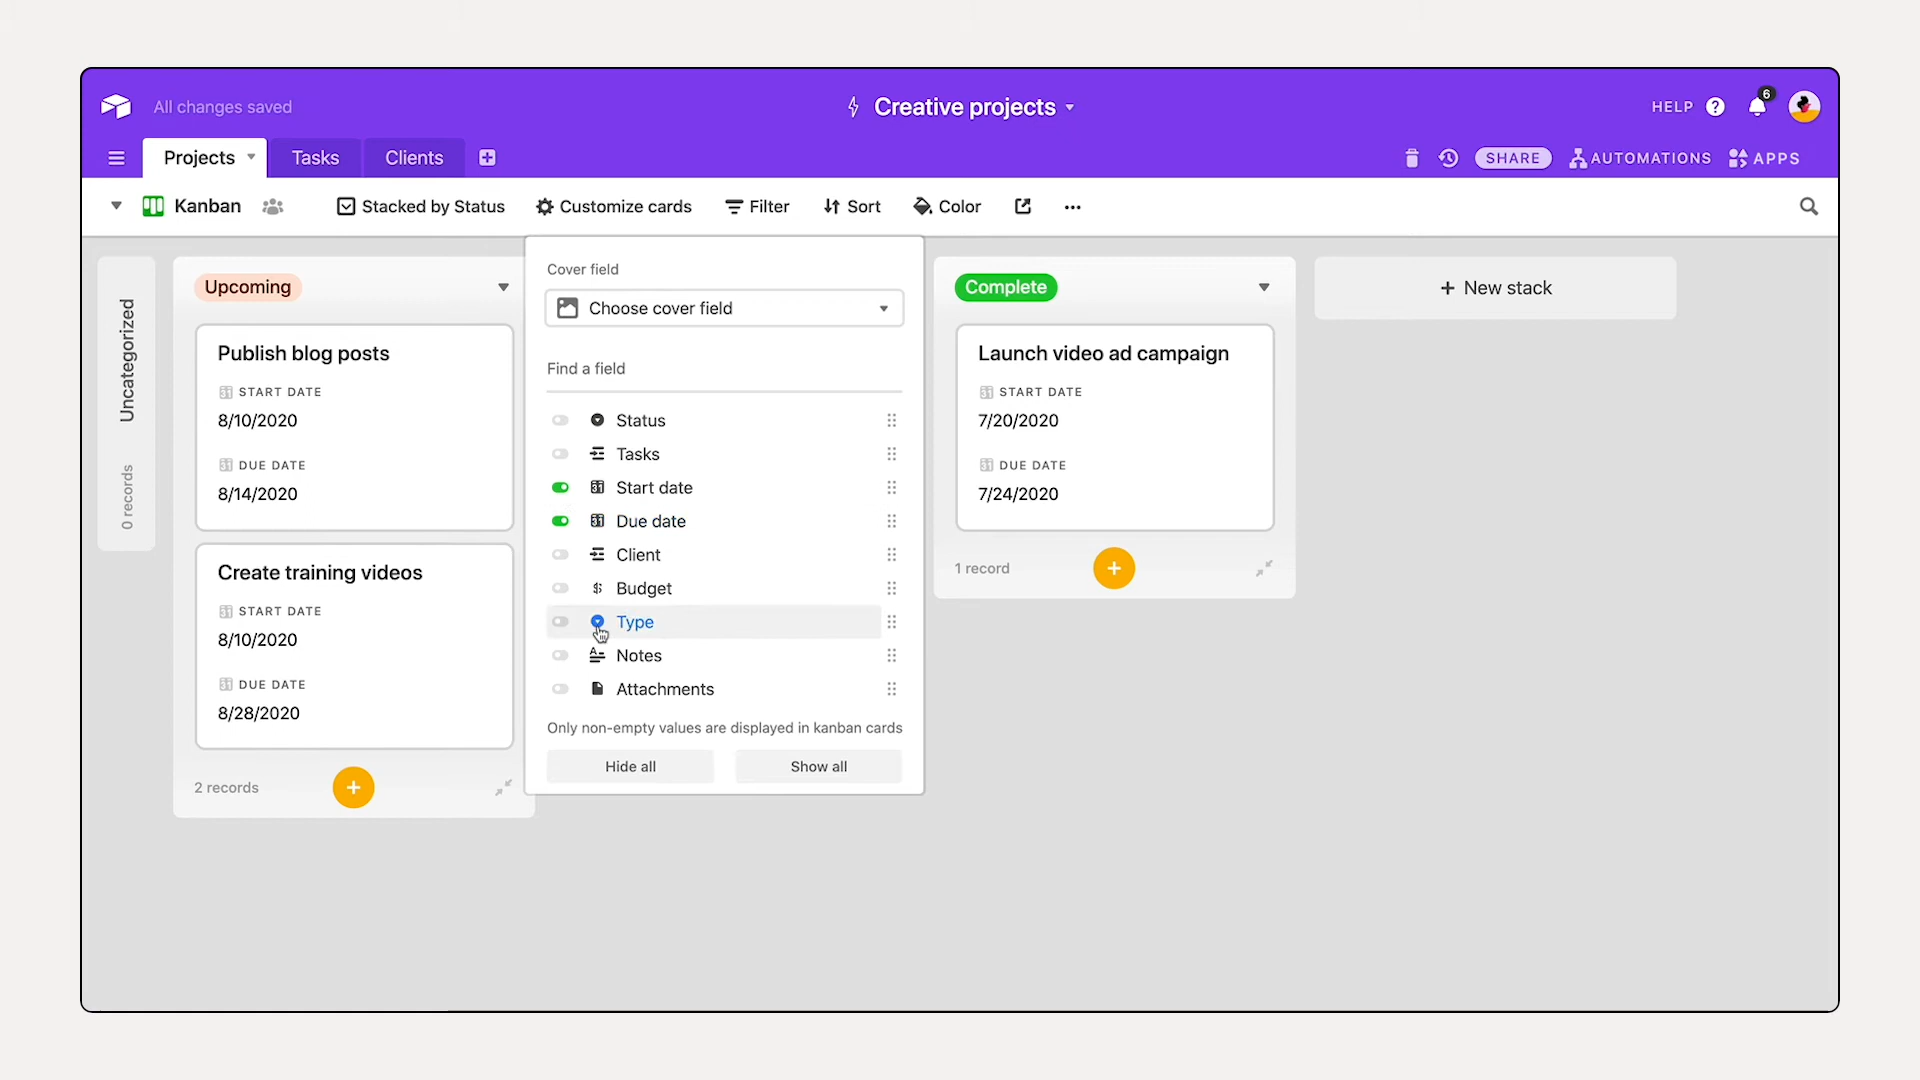 All changes saved
Creative projects
HELP
6
Projects
Tasks
Clients
SHARE
AUTOMATIONS
APPS
Kanban
Stacked by Status
Customize cards
Filter
Sort
Color
Uncategorized
0 records
Upcoming
Publish blog posts
START DATE
8/10/2020
DUE DATE
8/14/2020
Create training videos
START DATE
8/10/2020
DUE DATE
8/28/2020
2 records
Cover field
Choose cover field
Find a field
Status
Tasks
Start date
Due date
Client
Budget
Type
Notes
Attachments
Only non-empty values are displayed in kanban cards
Hide all
Show all
Complete
Launch video ad campaign
START DATE
7/20/2020
DUE DATE
7/24/2020
1 record
+ New stack